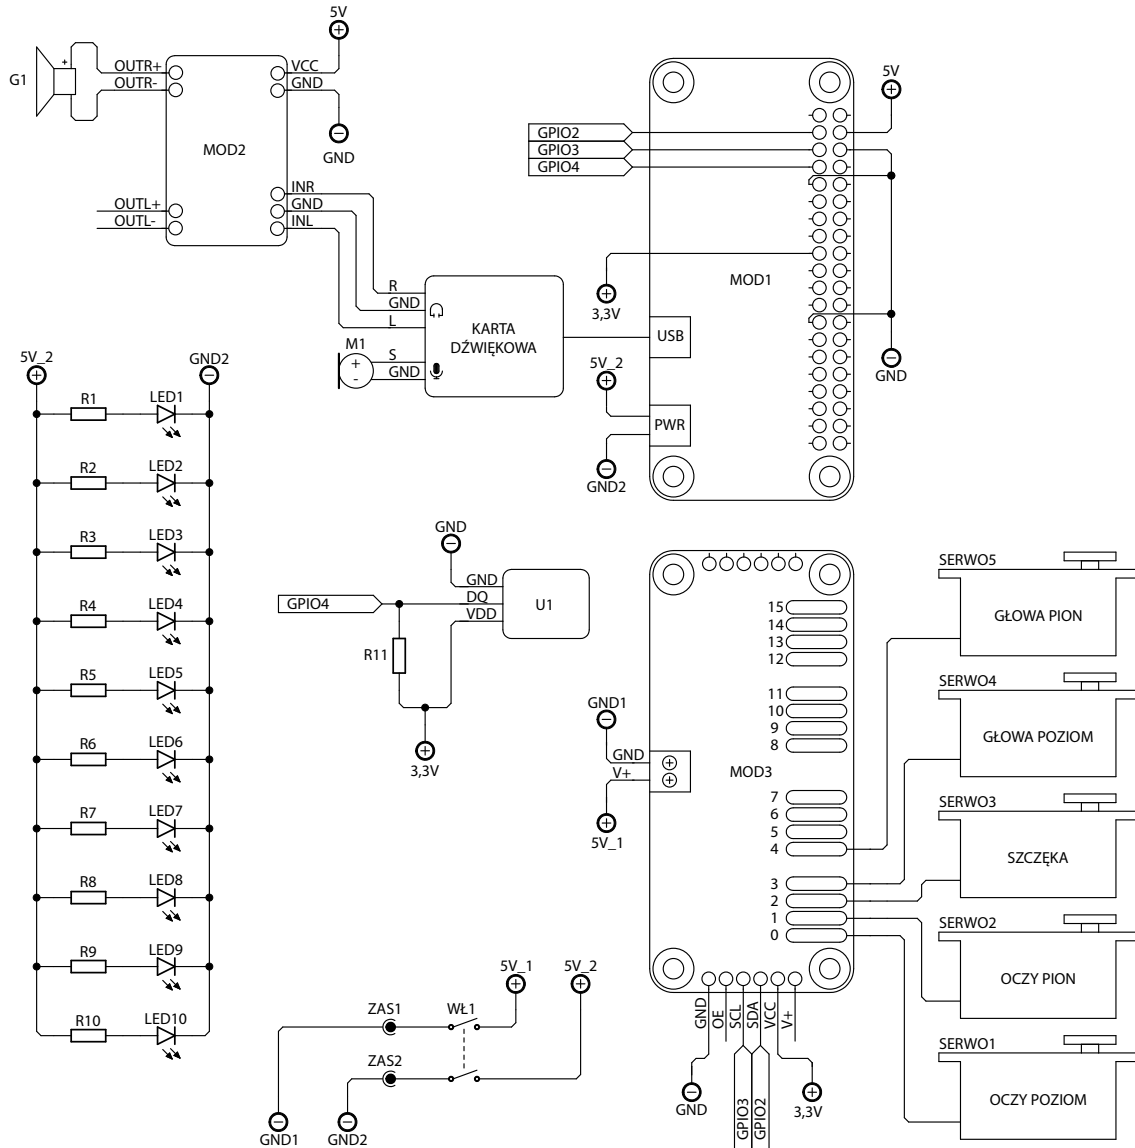 5V
G1
+
OUTR+
OUTR-
VCC
GND
MOD2
GND
INR
GND
INL
OUTL+
OUTL-
5V
GPIO2
GPIO3
GPIO4
MOD1
3,3V
R
GND
L
KARTA
DŹWIĘKOWA
USB
M1
+
-
S
GND
5V_2
PWR
GND2
GND
5V_2
GND2
R1
LED1
R2
LED2
R3
LED3
R4
LED4
R5
LED5
R6
LED6
R7
LED7
R8
LED8
R9
LED9
R10
LED10
GND
GND
DQ
VDD
U1
GPIO4
R11
3,3V
15
14
13
12
11
10
9
8
7
6
5
4
3
2
1
0
MOD3
GND1
GND
V+
5V_1
GND
OE
SCL
SDA
VCC
V+
GND
GPIO3
GPIO2
3,3V
SERWO5
GŁOWA PION
SERWO4
GŁOWA POZIOM
SERWO3
SZCZĘKA
SERWO2
OCZY PION
SERWO1
OCZY POZIOM
5V_1
5V_2
ZAS1
WŁ1
ZAS2
GND1
GND2